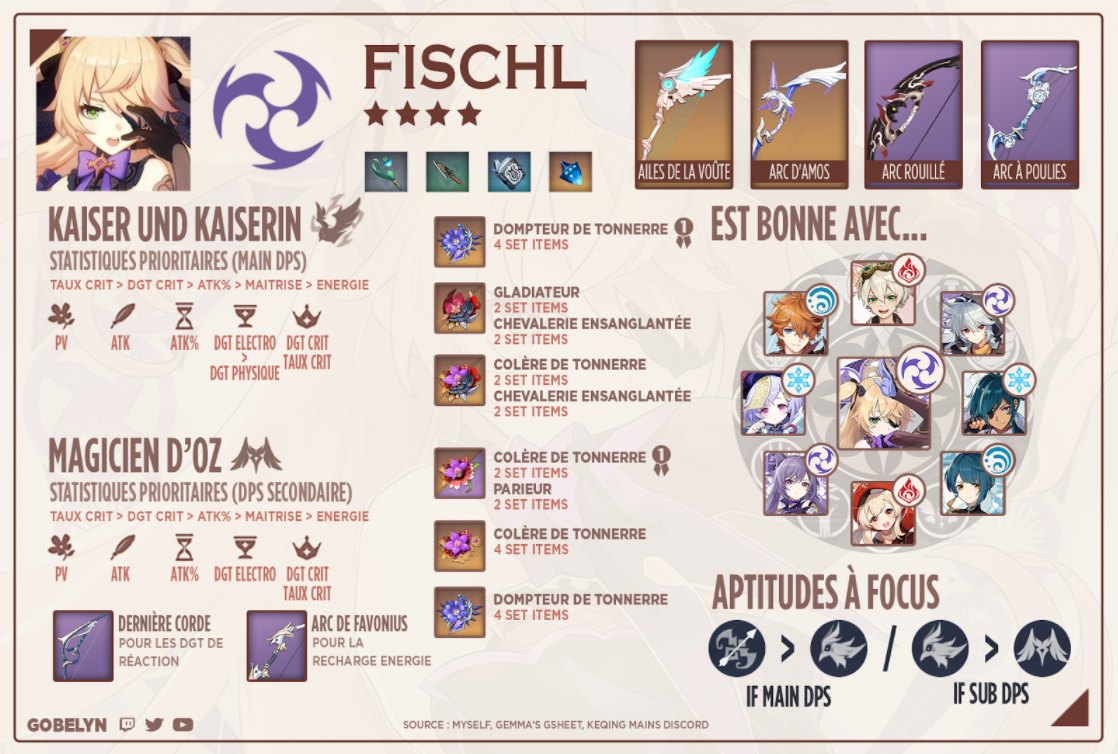 FISCHL
AILES DE LA VOÛTE
ARC D'AMOS
ARC ROUILLÉ
ARC À POULIES
KAISER UND KAISERIN
STATISTIQUES PRIORITAIRES (MAIN DPS)
TAUX CRIT > DGT CRIT > ATK% > MAITRISE > ENERGIE
PV
ATK
ATK%
DGT ELECTRO
>
DGT PHYSIQUE
DGT CRIT
TAUX CRIT
DOMPTEUR DE TONNERRE 1
4 SET ITEMS
GLADIATEUR
2 SET ITEMS
CHEVALERIE ENSANGLANTÉE
2 SET ITEMS
COLÈRE DE TONNERRE
2 SET ITEMS
CHEVALERIE ENSANGLANTÉE
2 SET ITEMS
MAGICIEN D'OZ
STATISTIQUES PRIORITAIRES (DPS SECONDAIRE)
TAUX CRIT > DGT CRIT > ATK% > MAITRISE > ENERGIE
PV
ATK
ATK%
DGT ELECTRO
DGT CRIT
TAUX CRIT
COLÈRE DE TONNERRE 1
2 SET ITEMS
PARIEUR
2 SET ITEMS
COLÈRE DE TONNERRE
4 SET ITEMS
DOMPTEUR DE TONNERRE
4 SET ITEMS
DERNIÈRE CORDE
POUR LES DGT DE
RÉACTION
ARC DE FAVONIUS
POUR LA
RECHARGE ENERGIE
EST BONNE AVEC...
APTITUDES À FOCUS
> / >
IF MAIN DPS
IF SUB DPS
GOBELYN
SOURCE : MYSELF, GEMMA'S GSHEET, KEQING MAINS DISCORD